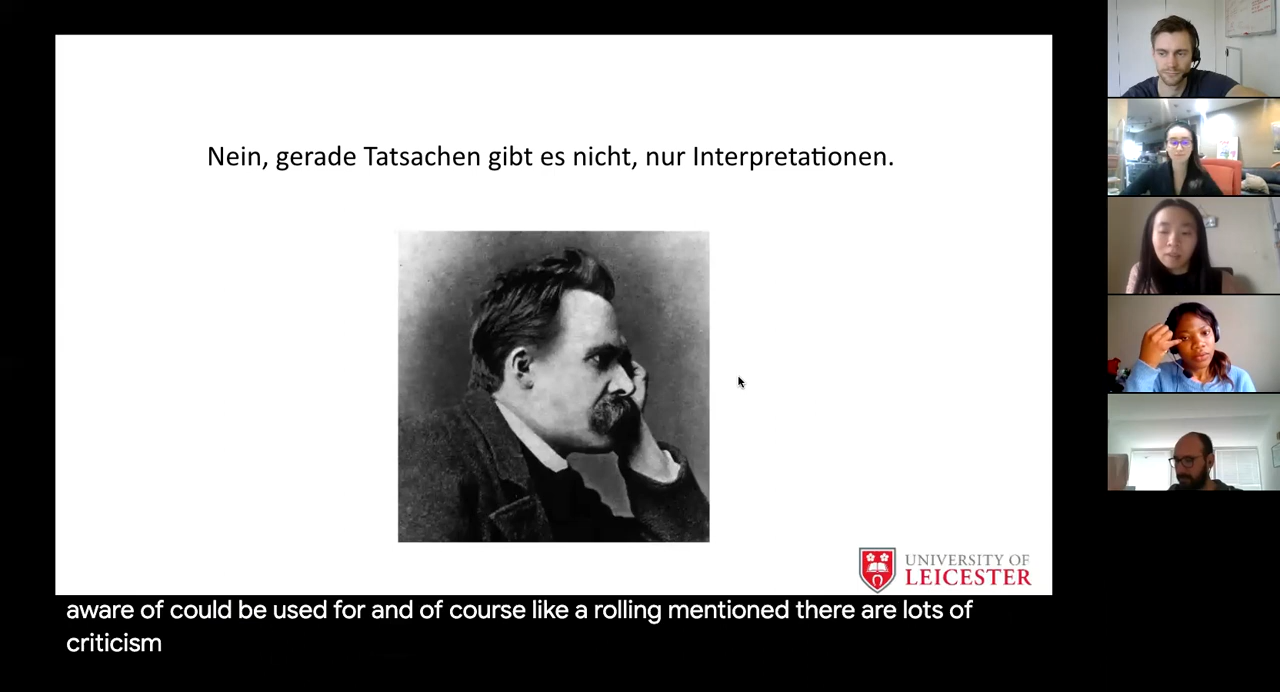 Nein, gerade Tatsachen gibt es nicht, nur Interpretationen.
UNIVERSITY OF
LEICESTER
aware of could be used for and of course like a rolling mentioned there are lots of
criticism